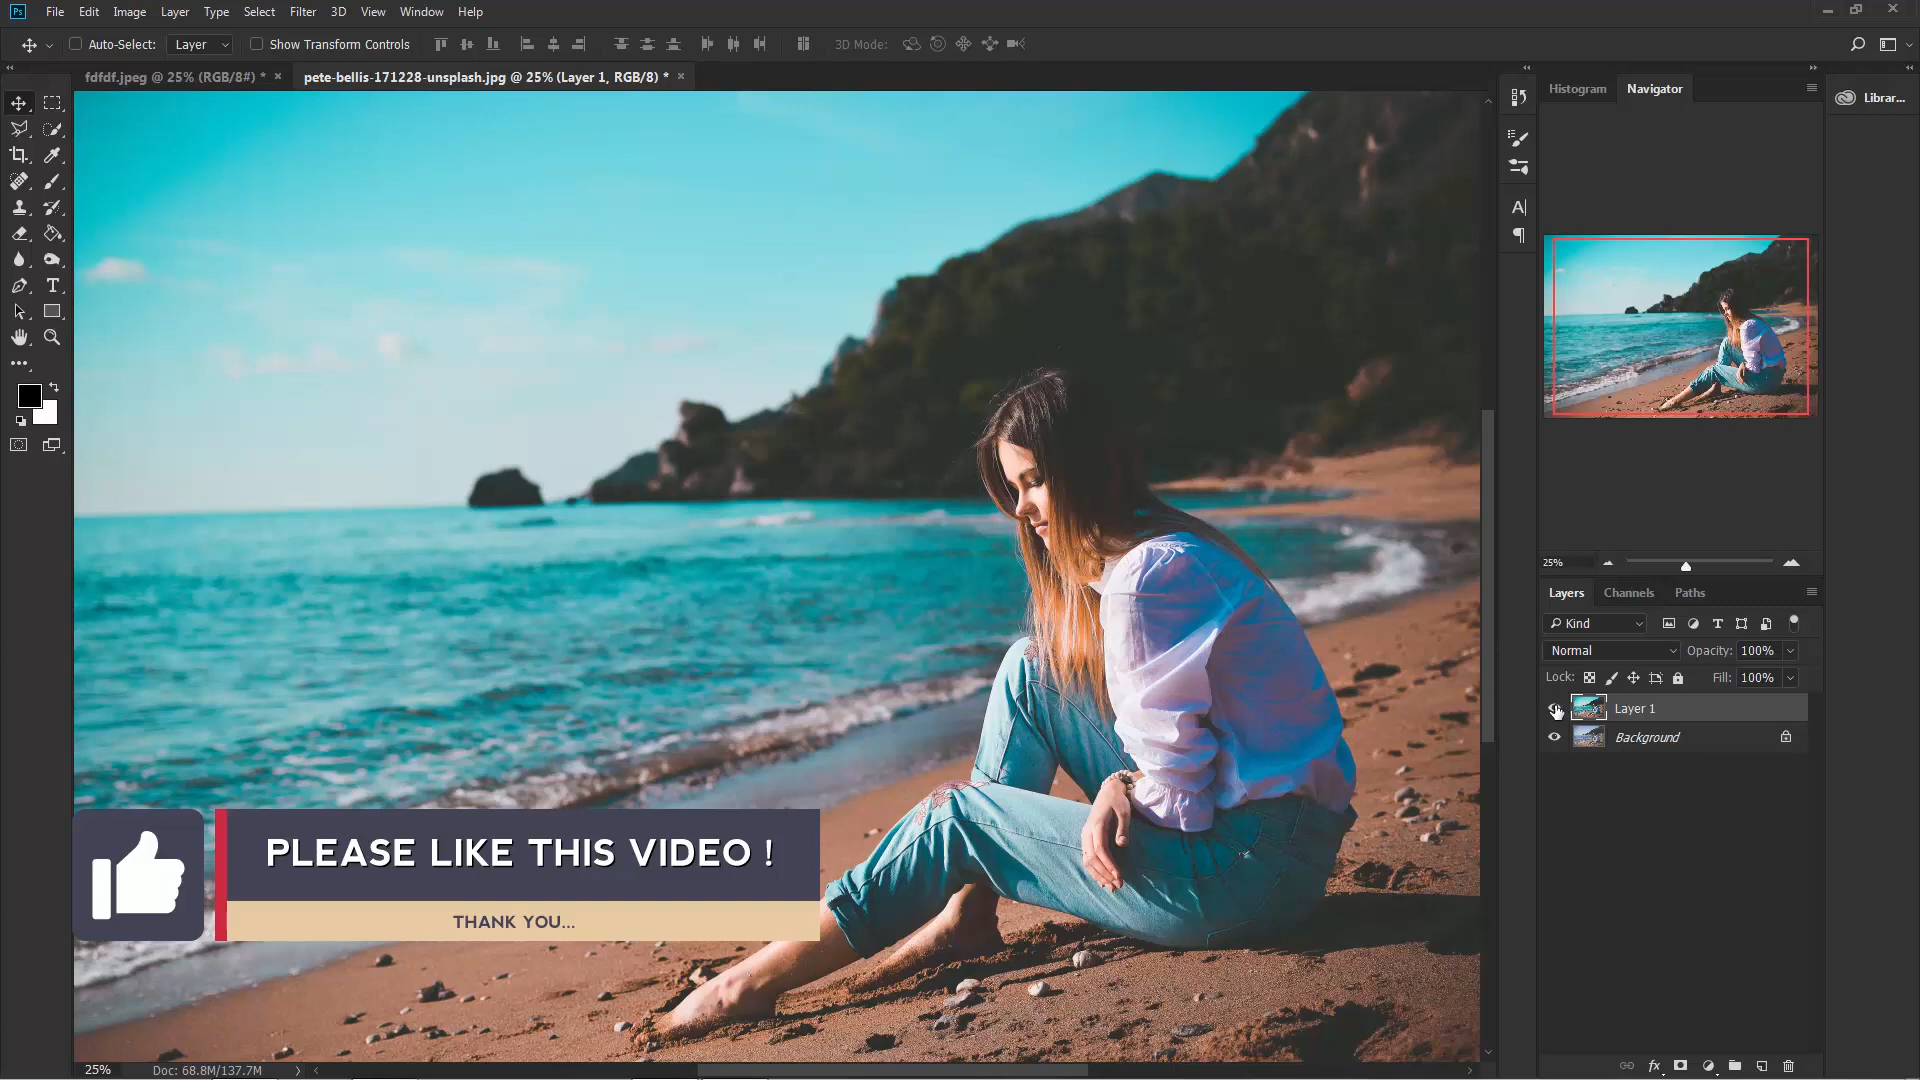 Ps File Edit Image Layer Type Select Filter 3D View Window Help
Auto-Select: Layer Show Transform Controls 3D Mode:
fdfdf.jpeg @ 25% (RGB/8#) * × pete-bellis-171228-unsplash.jpg @ 25% (Layer 1, RGB/8) * ×
Histogram Navigator
Librar...
25%
Layers Channels Paths
Kind
Normal Opacity: 100%
Lock: Fill: 100%
Layer 1
Background
PLEASE LIKE THIS VIDEO !
THANK YOU...
25% Doc: 68.8M/137.7M